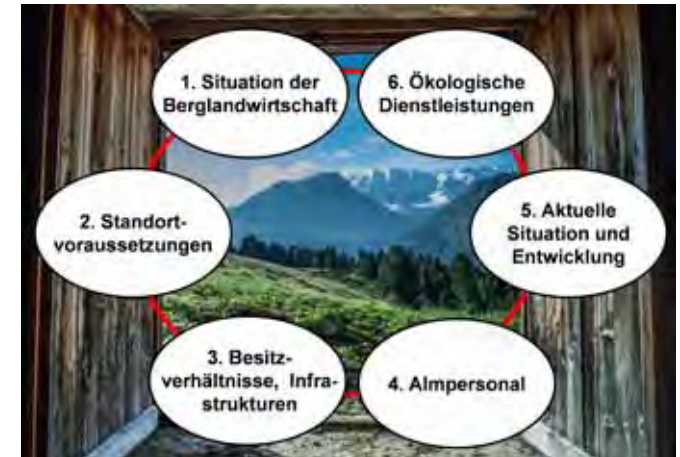 1. Situation der
Berglandwirtschaft
2. Standort-
voraussetzungen
3. Besitz-
verhältnisse, Infra-
strukturen
4. Almpersonal
5. Aktuelle
Situation und
Entwicklung
6. Ökologische
Dienstleistungen